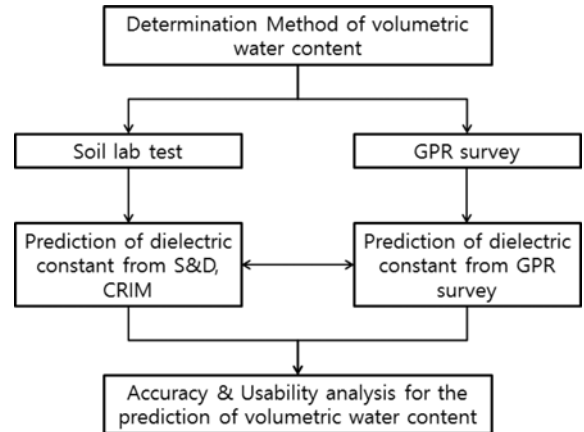 Determination Method of volumetric
water content
Soil lab test
GPR survey
Prediction of dielectric
constant from S&D,
CRIM
Prediction of dielectric
constant from GPR
survey
Accuracy & Usability analysis for the
prediction of volumetric water content